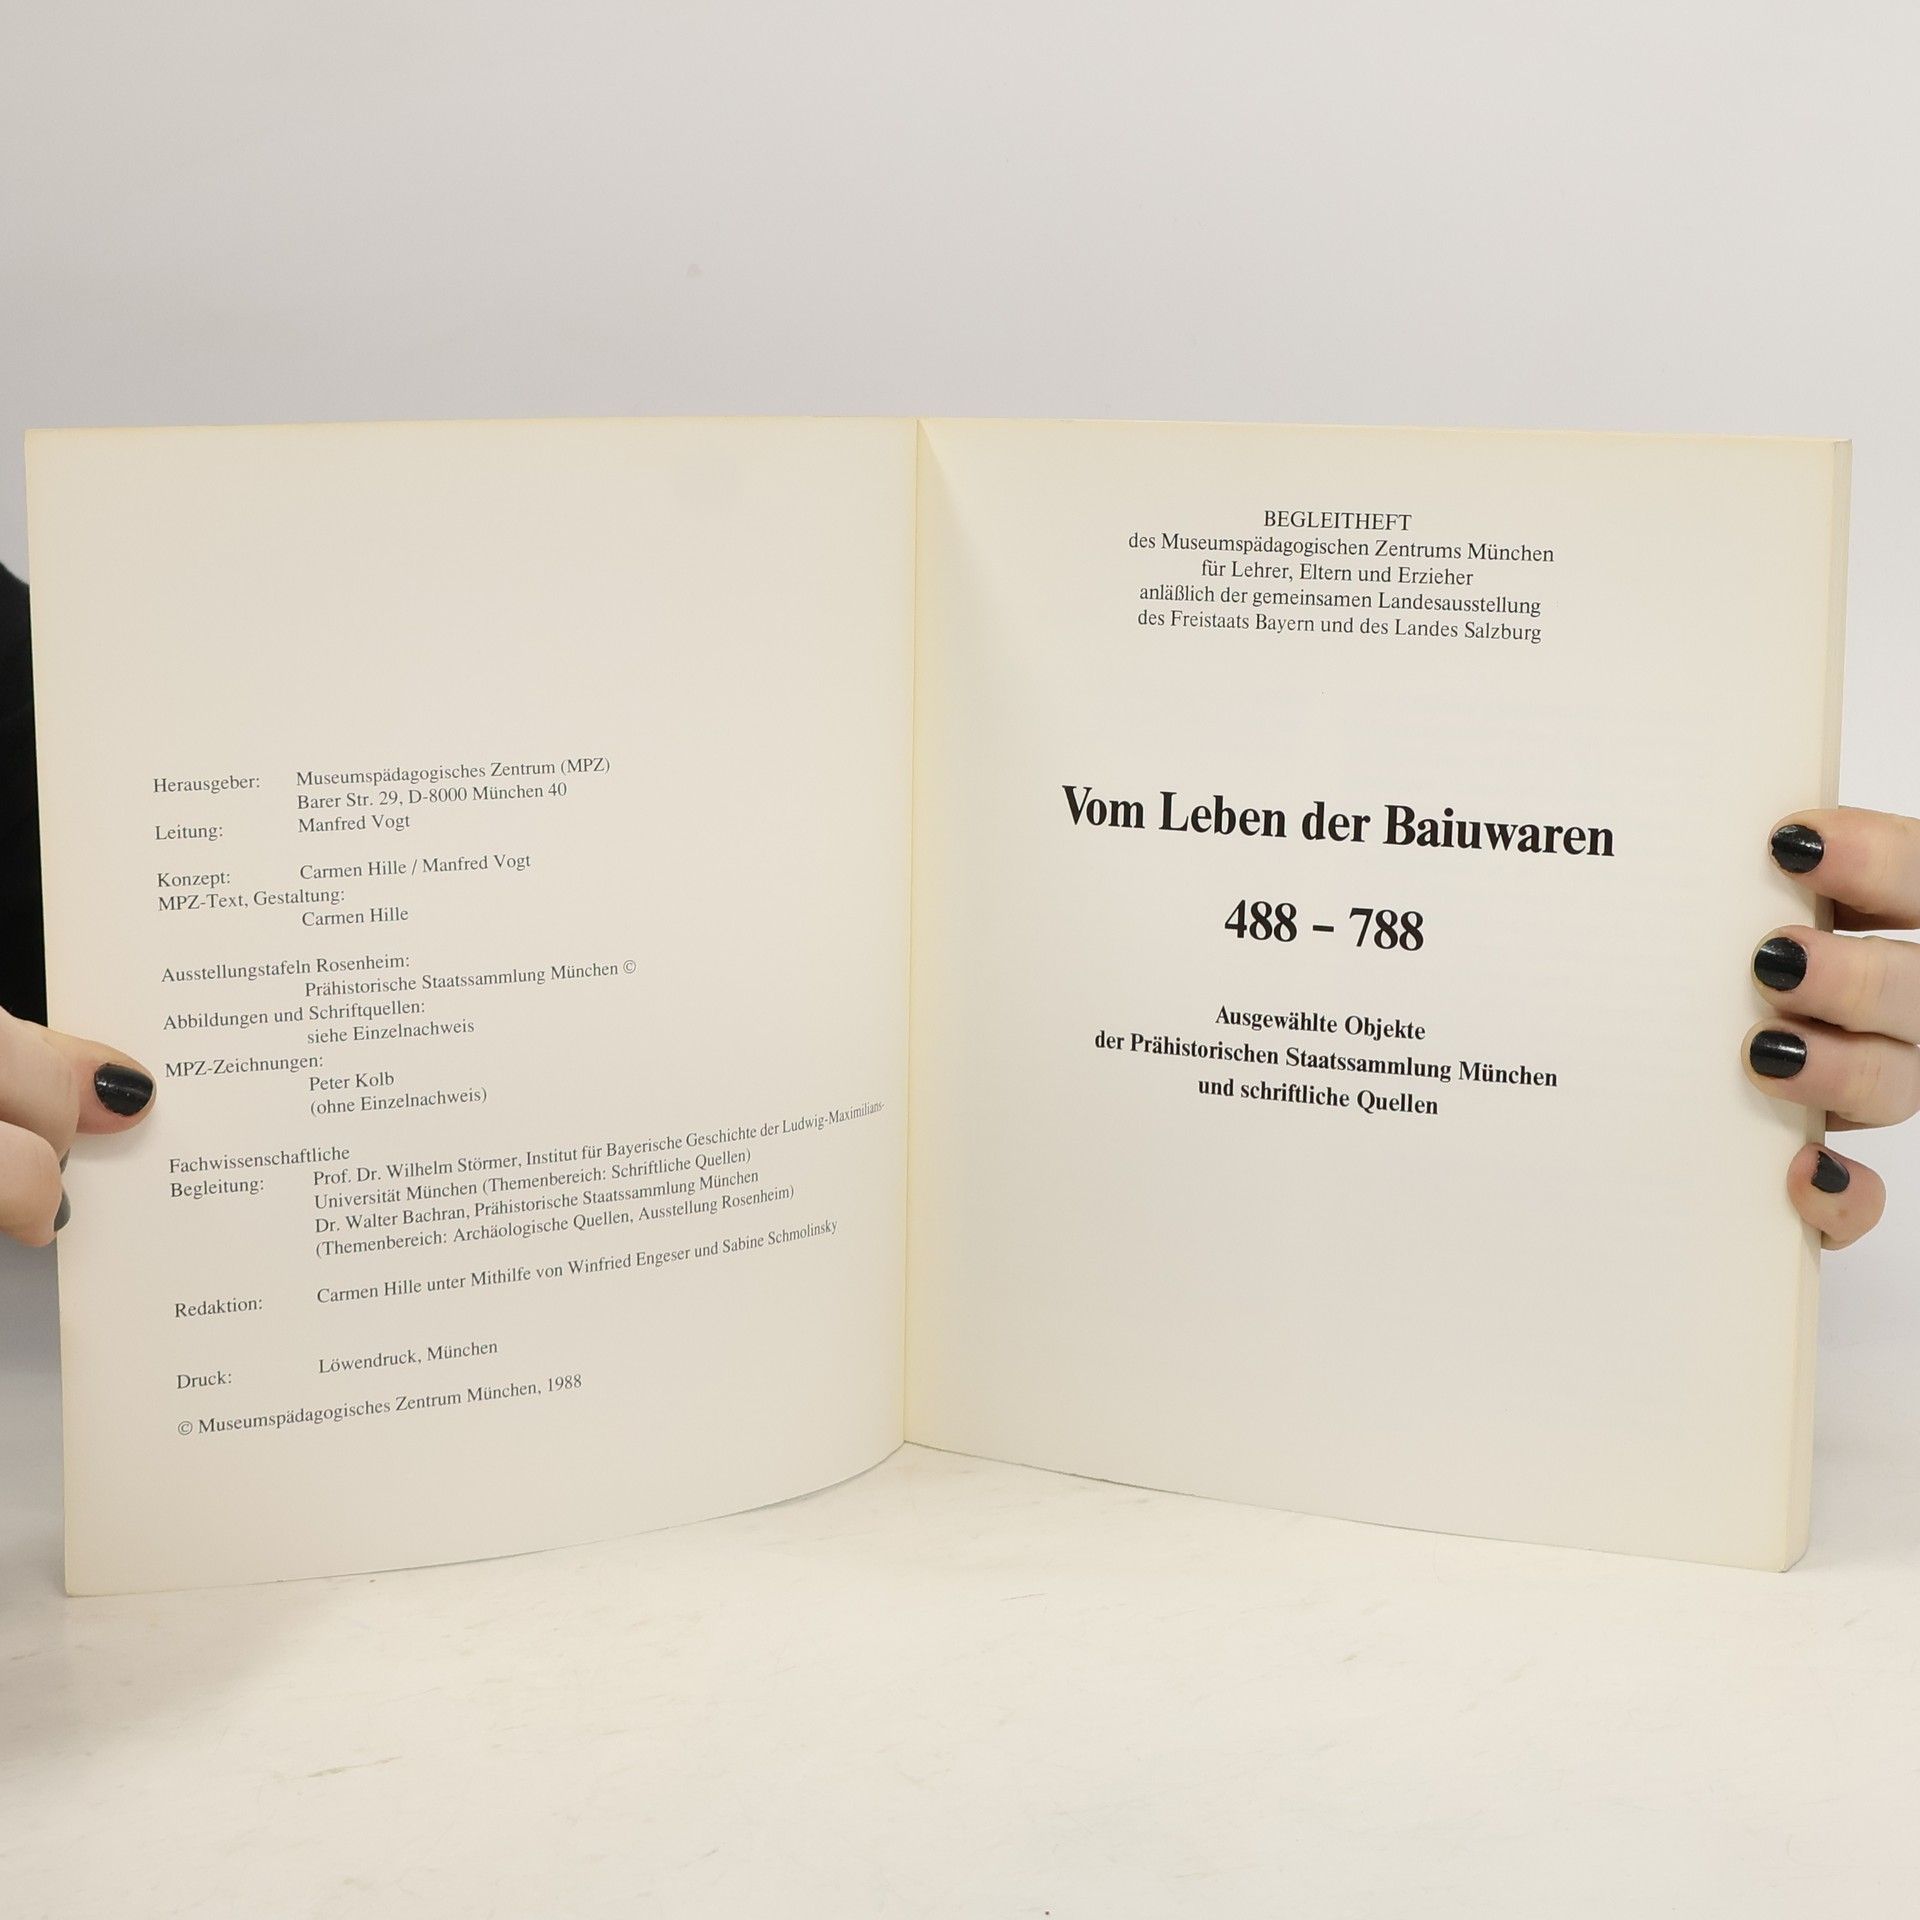 Herausgeber: Museumspädagogisches Zentrum (MPZ)
Barer Str. 29, D-8000 München 40
Leitung: Manfred Vogt
Konzept: Carmen Hille / Manfred Vogt
MPZ-Text, Gestaltung:
Carmen Hille
Ausstellungstafeln Rosenheim:
Prähistorische Staatssammlung München ©
Abbildungen und Schriftquellen:
siehe Einzelnachweis
MPZ-Zeichnungen:
Peter Kolb
(ohne Einzelnachweis)
Fachwissenschaftliche
Begleitung: Prof. Dr. Wilhelm Störmer, Institut für Bayerische Geschichte der Ludwig-Maximilians-
Universität München (Themenbereich: Schriftliche Quellen)
Dr. Walter Bachran, Prähistorische Staatssammlung München
(Themenbereich: Archäologische Quellen, Ausstellung Rosenheim)
Redaktion: Carmen Hille unter Mithilfe von Winfried Engeser und Sabine Schmolinsky
Druck: Löwendruck, München
© Museumspädagogisches Zentrum München, 1988
BEGLEITHEFT
des Museumspädagogischen Zentrums München
für Lehrer, Eltern und Erzieher
anläßlich der gemeinsamen Landesausstellung
des Freistaats Bayern und des Landes Salzburg
Vom Leben der Baiuwaren
488 – 788
Ausgewählte Objekte
der Prähistorischen Staatssammlung München
und schriftliche Quellen